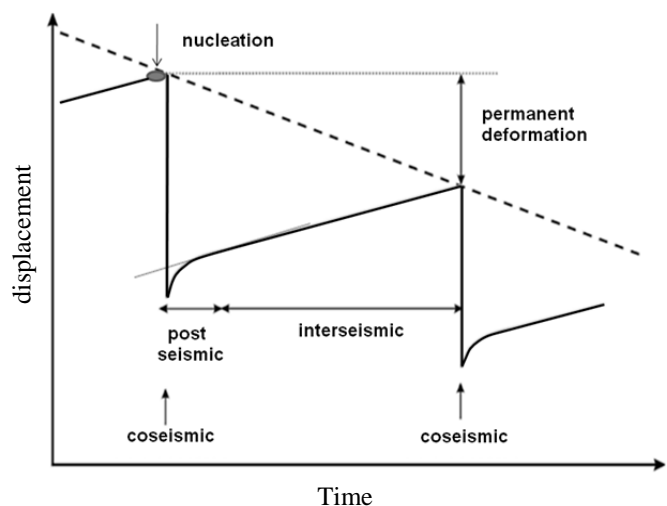 nucleation
permanent
deformation
displacement
post
seismic
interseismic
coseismic
coseismic
Time